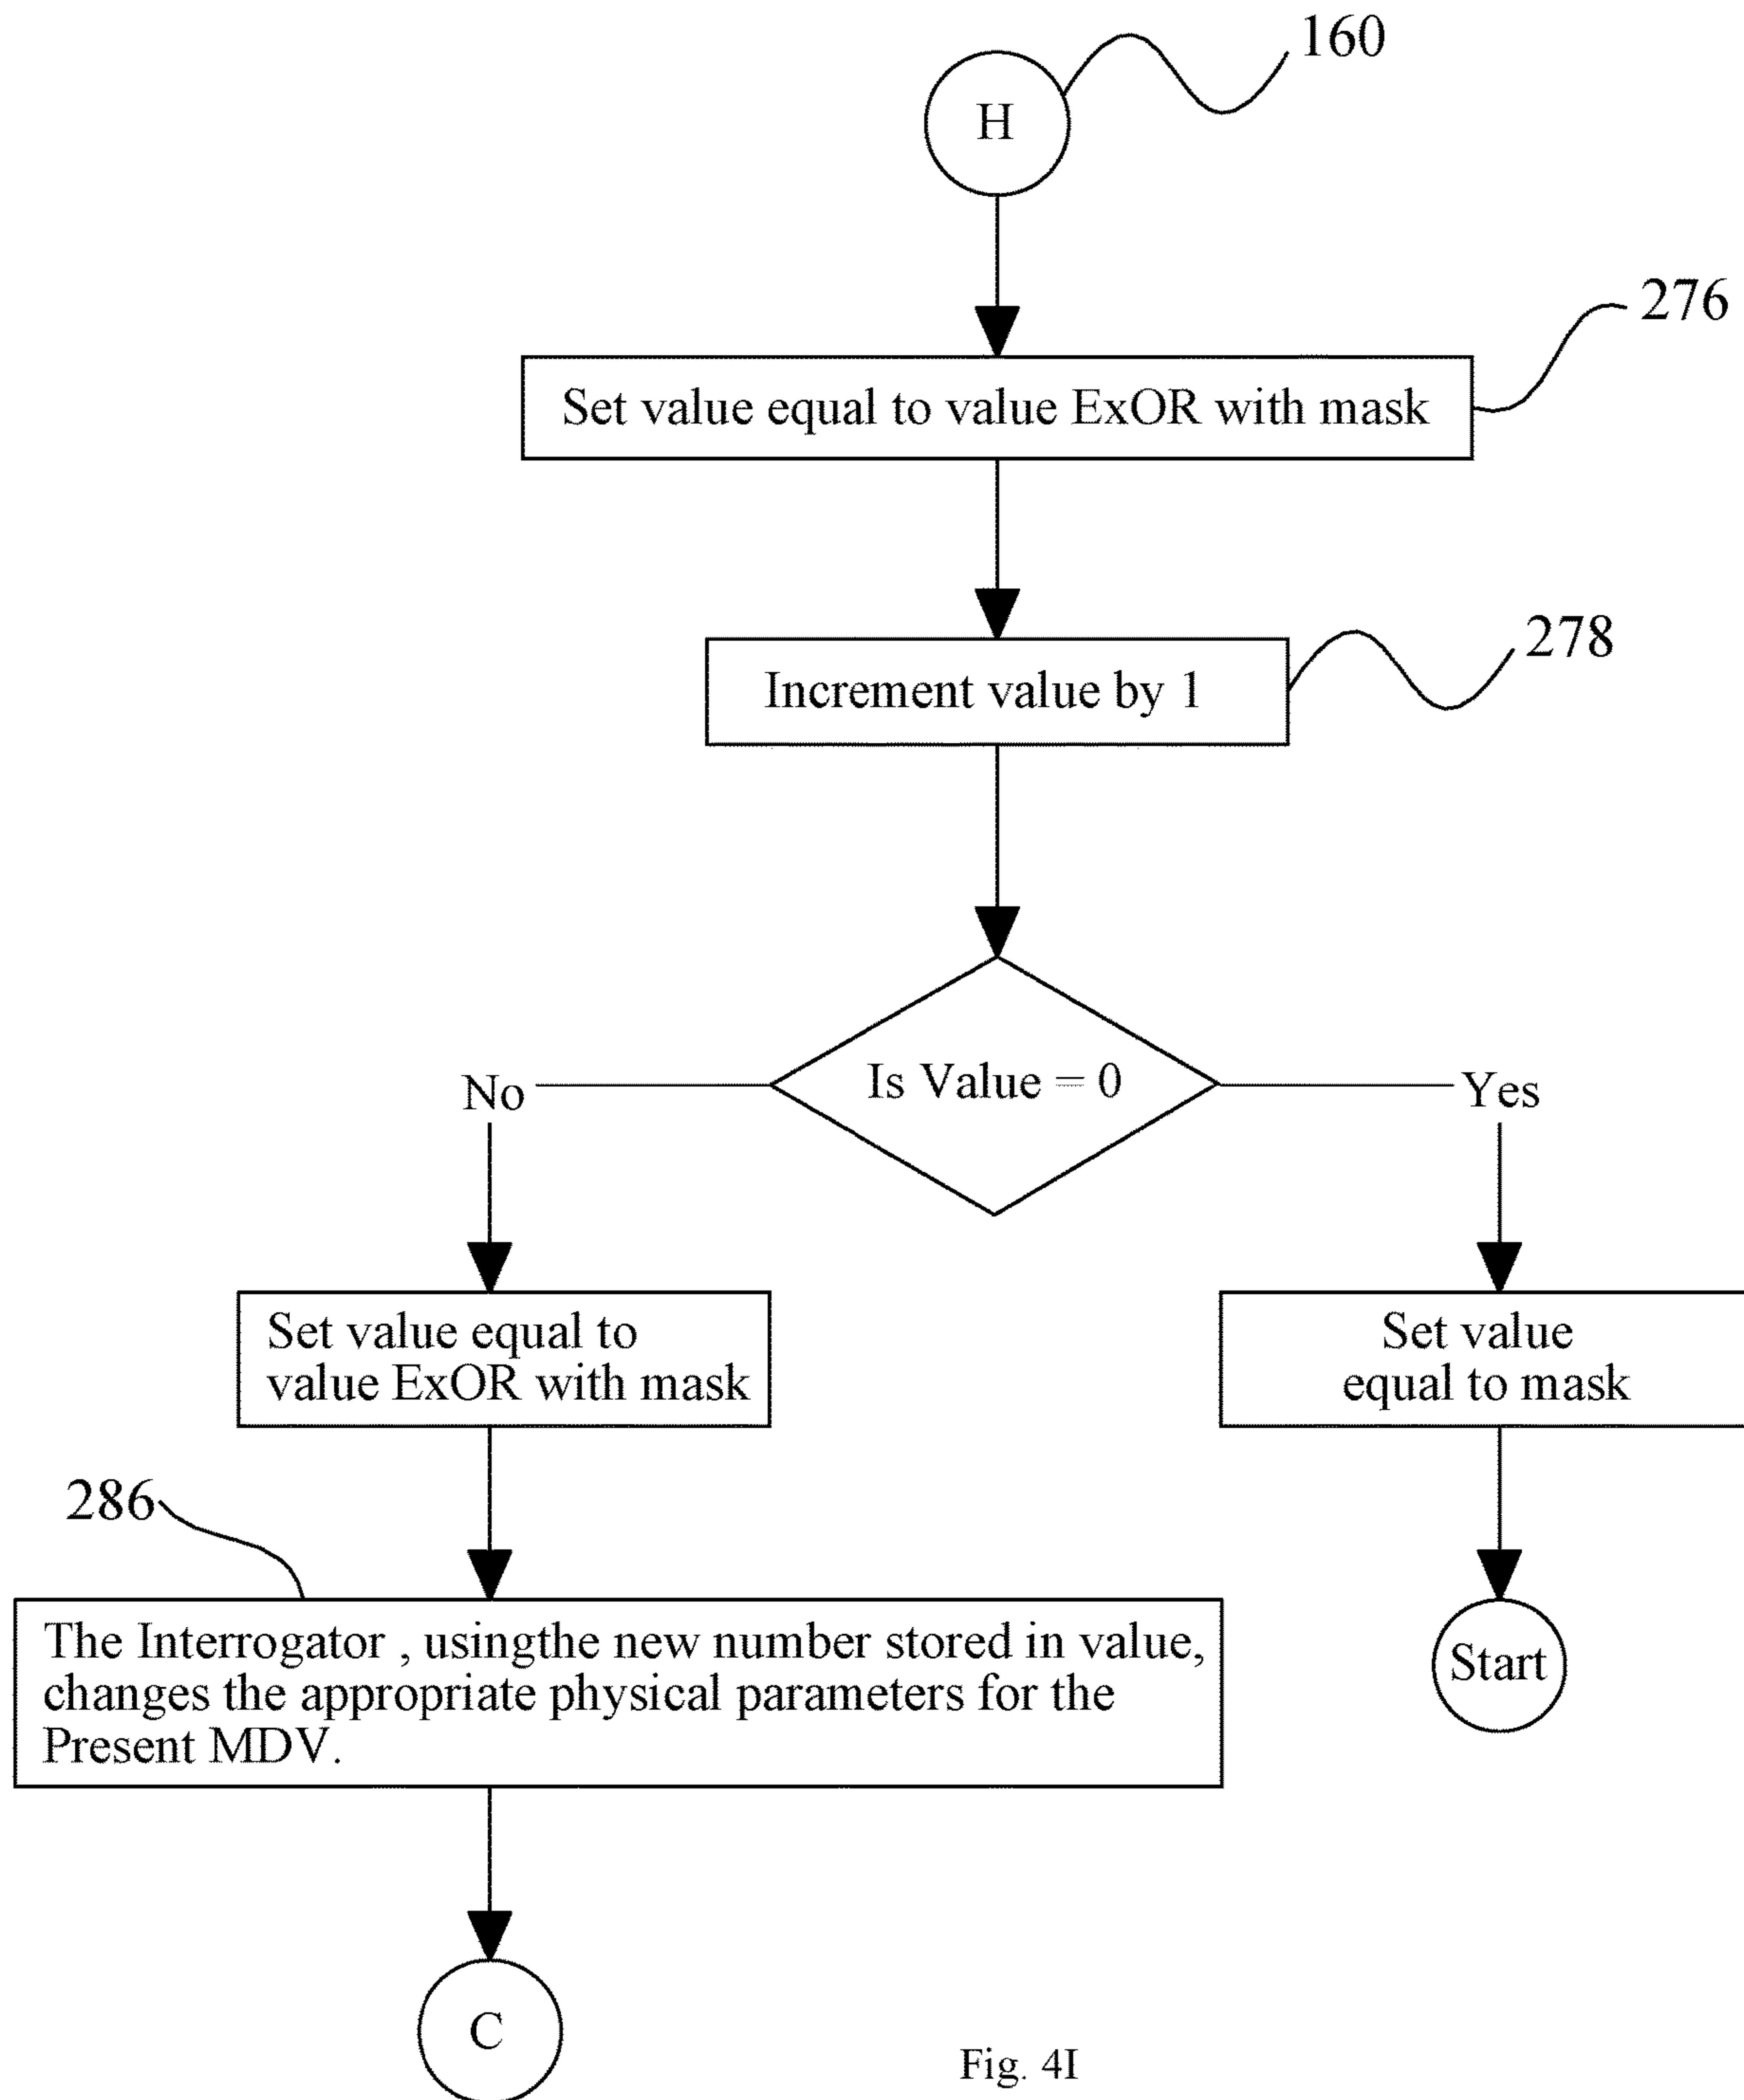 160
H
276
Set value equal to value ExOR with mask
278
Increment value by 1
Is Value = 0
No
Yes
Set value equal to
value ExOR with mask
Set value
equal to mask
286
The Interrogator , usingthe new number stored in value,
changes the appropriate physical parameters for the
Present MDV.
Start
C
Fig. 4I